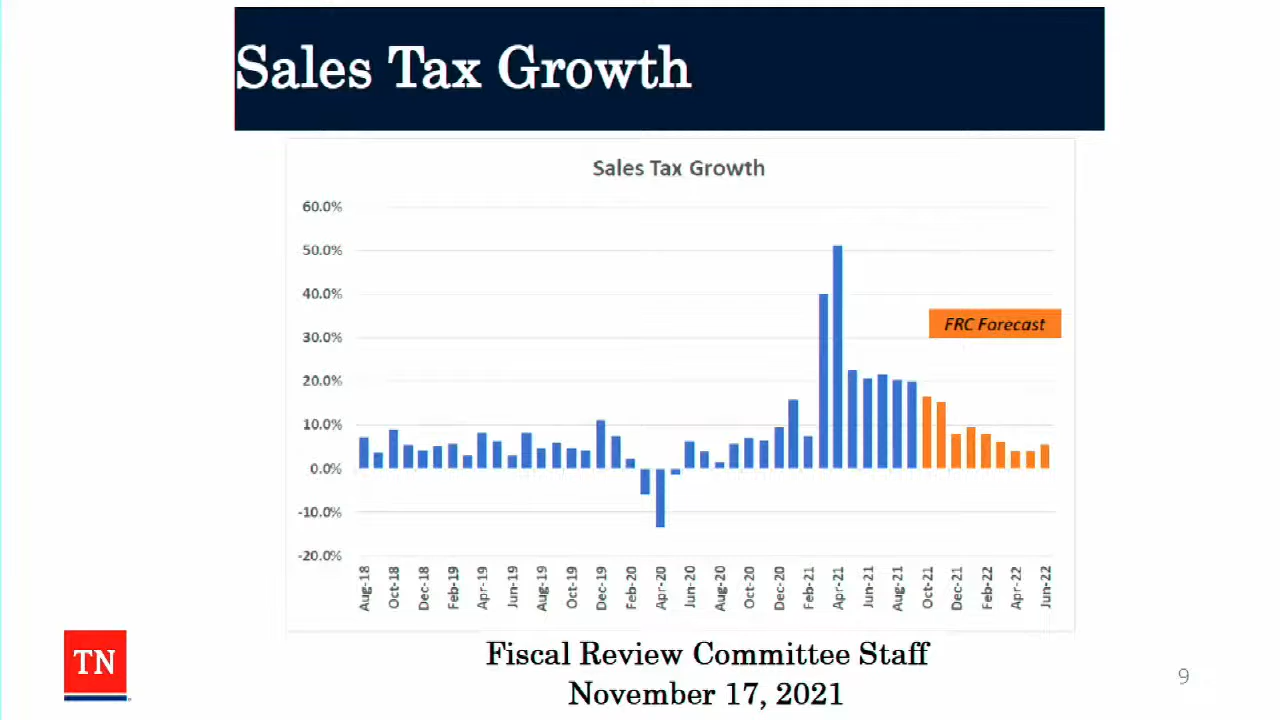 Sales Tax Growth
Sales Tax Growth
60.0%
50.0%
40.0%
30.0%
20.0%
10.0%
0.0%
-10.0%
-20.0%
FRC Forecast
Aug-18
Oct-18
Dec-18
Feb-19
Apr-19
Jun-19
Aug-19
Oct-19
Dec-19
Feb-20
Apr-20
Jun-20
Aug-20
Oct-20
Dec-20
Feb-21
Apr-21
Jun-21
Aug-21
Oct-21
Dec-21
Feb-22
Apr-22
Jun-22
Fiscal Review Committee Staff
November 17, 2021
TN
9